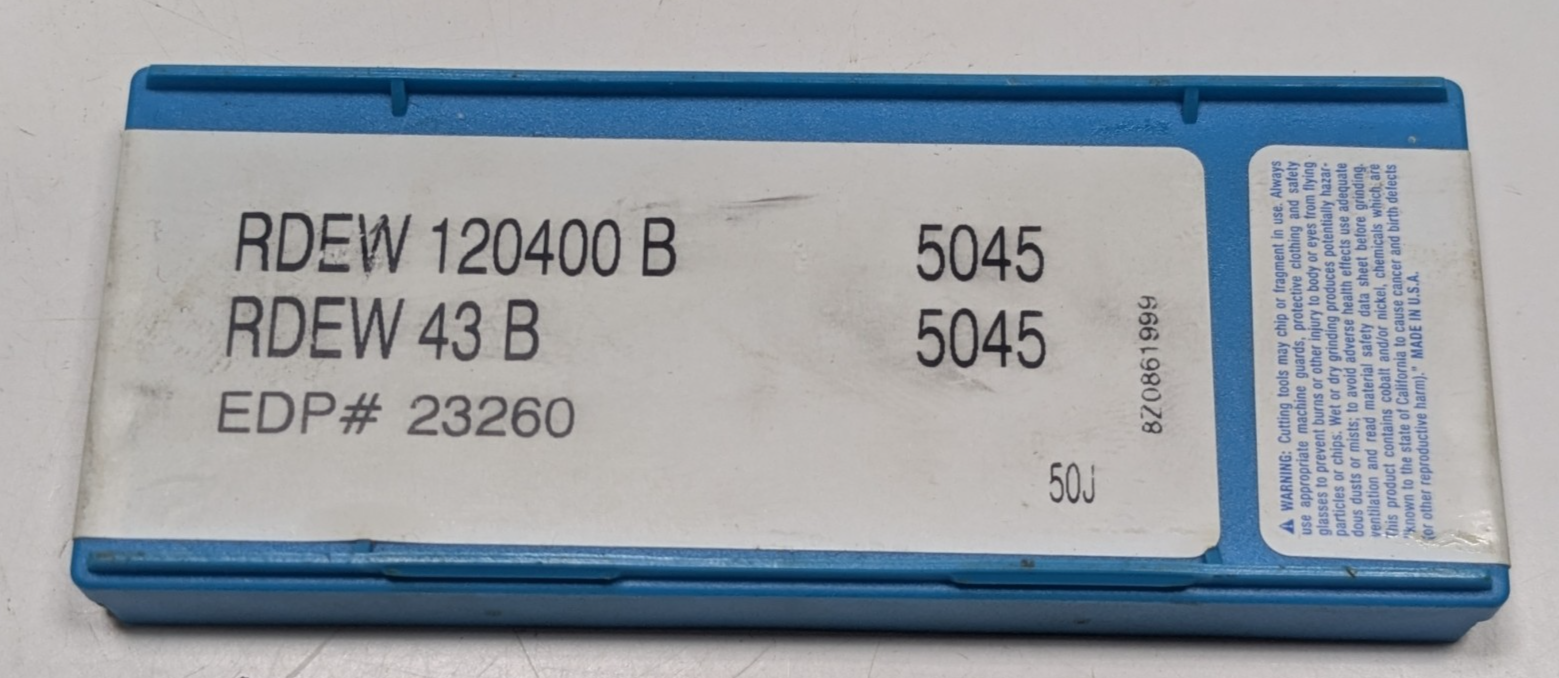 RDEW 120400 B 5045
RDEW 43 B 5045
EDP# 23260
50J
8Z0861999
⚠ WARNING: Cutting tools may chip or fragment in use. Always
use appropriate machine guards, protective clothing and safety
glasses to prevent burns or other injury to body or eyes from flying
particles or chips. Wet or dry grinding produces potentially hazar-
dous dusts or mists; to avoid adverse health effects use adequate
ventilation and read material safety data sheet before grinding.
This product contains cobalt and/or nickel, chemicals which are
"known to the state of California to cause cancer and birth defects
(or other reproductive harm)." MADE IN U.S.A.